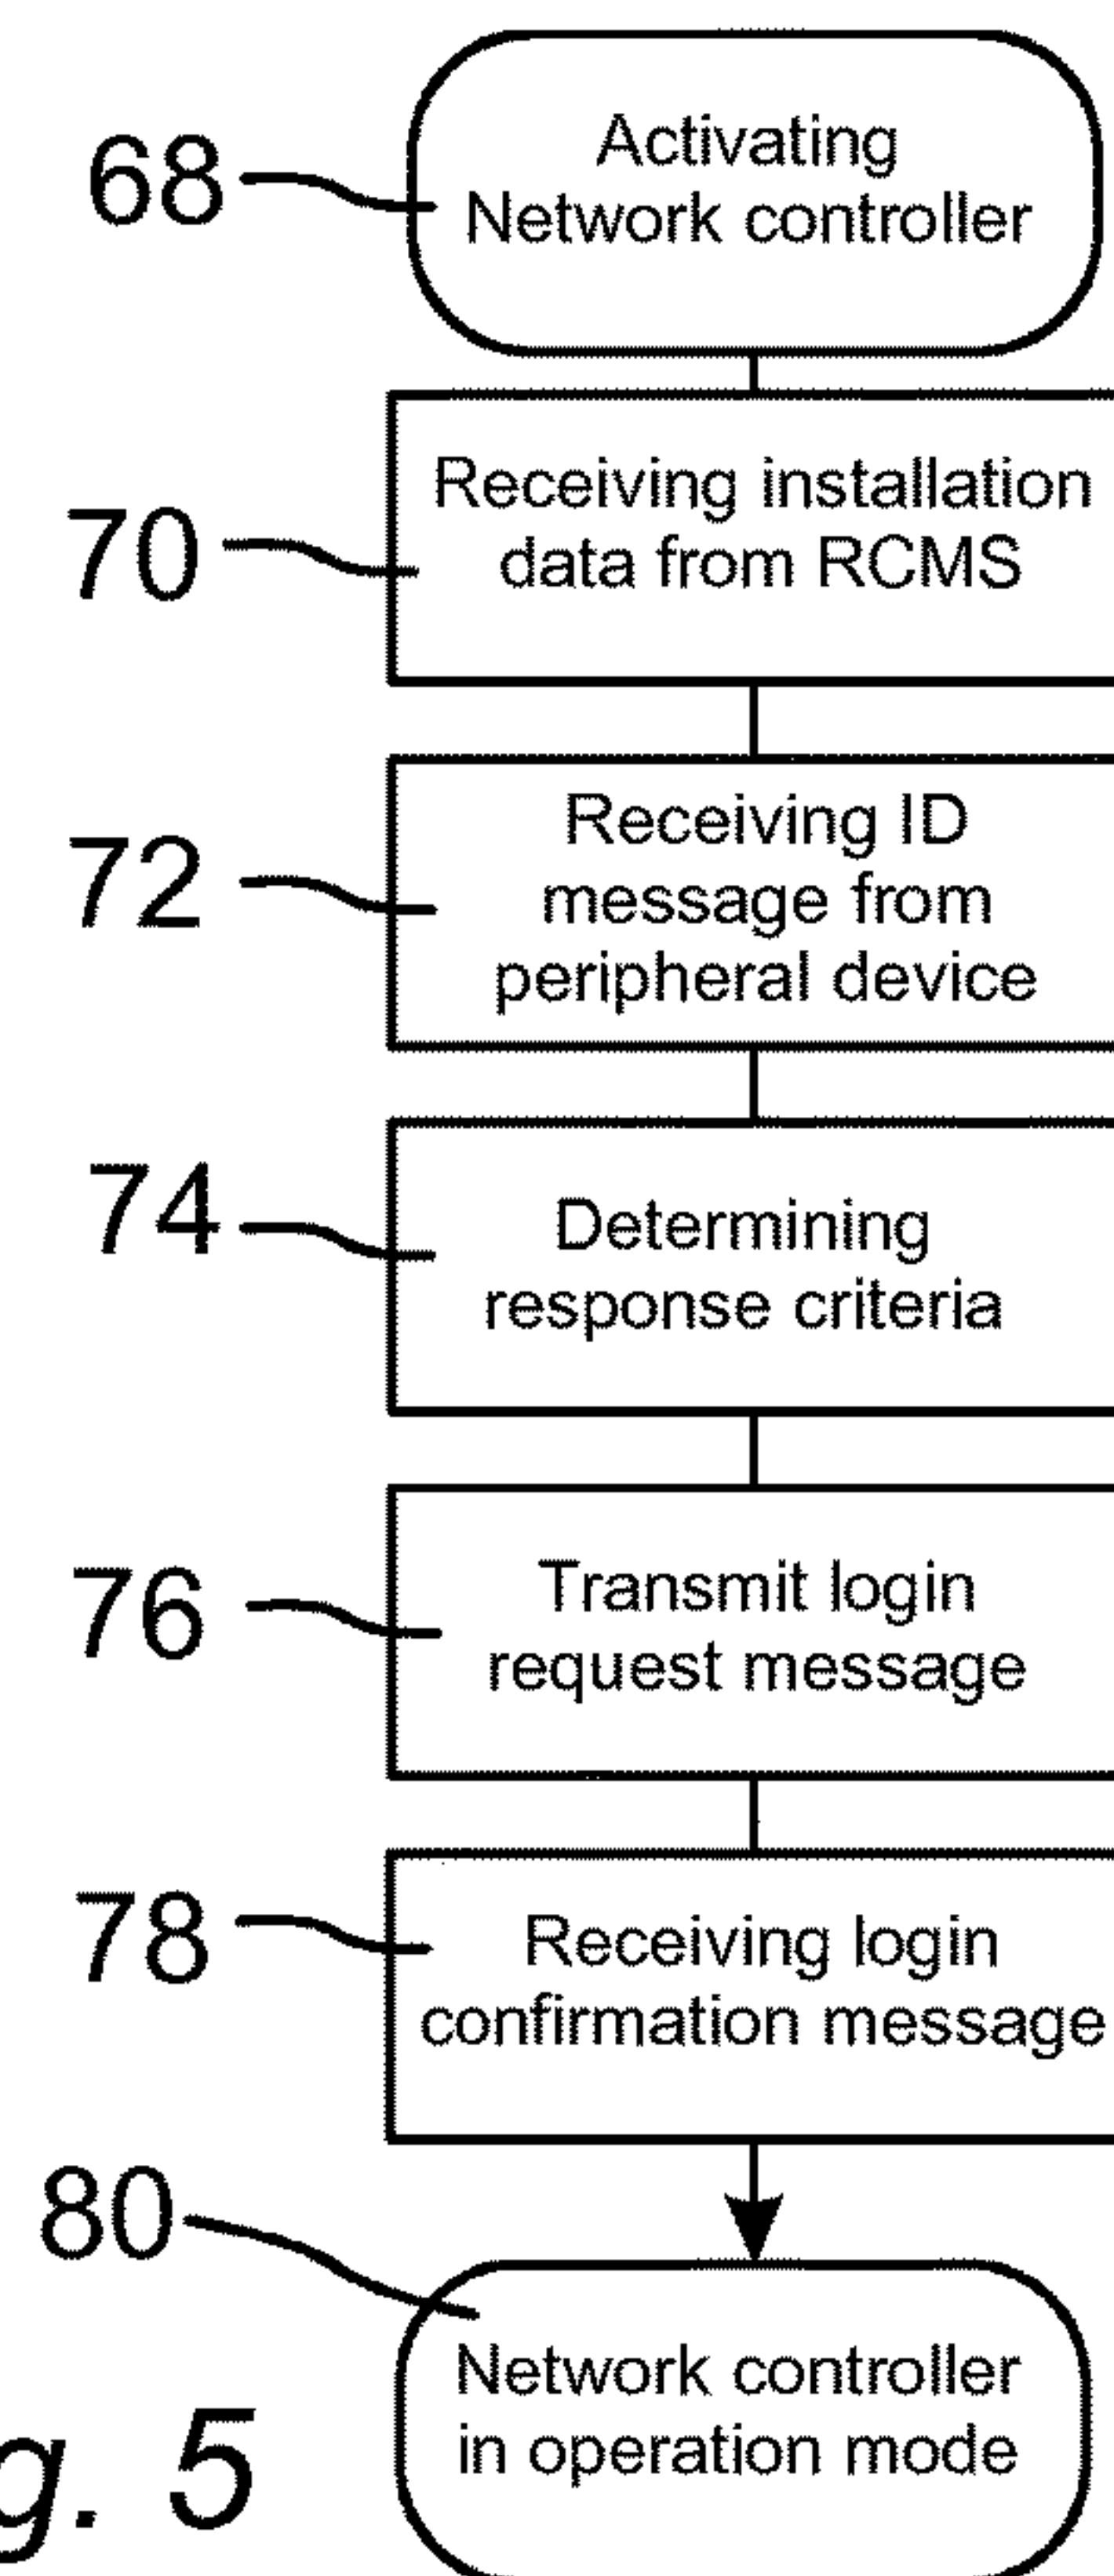 68
Activating
Network controller
70
Receiving installation
data from RCMS
72
Receiving ID
message from
peripheral device
74
Determining
response criteria
76
Transmit login
request message
78
Receiving login
confirmation message
80
Network controller
in operation mode
g. 5